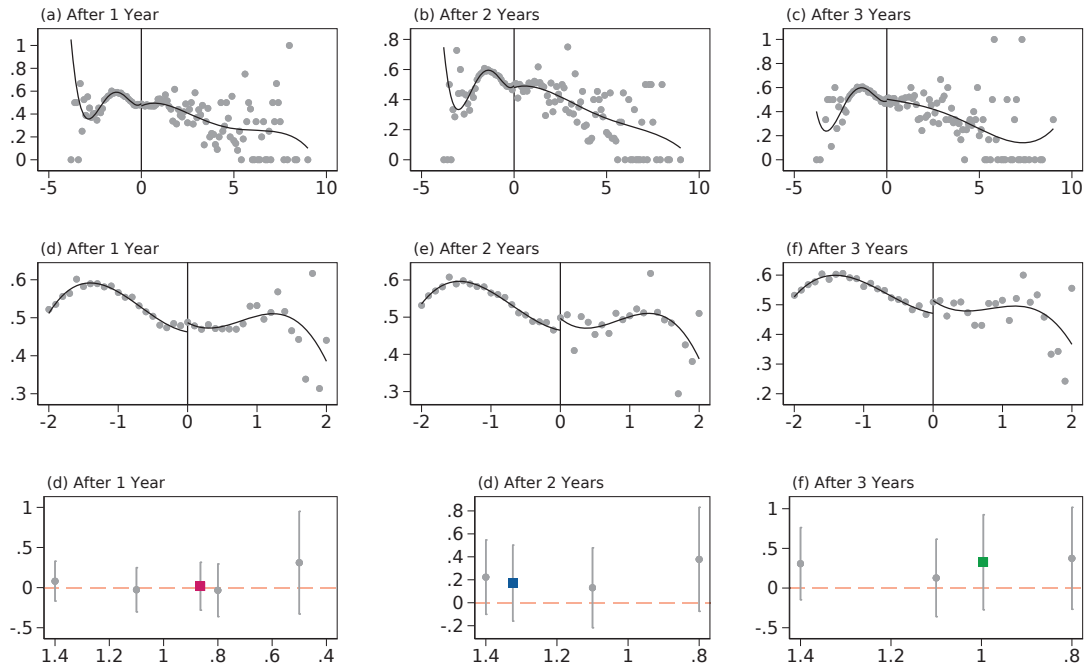 (a) After 1 Year
(b) After 2 Years
(c) After 3 Years
1
.8
.6
.4
.2
0
-5 0 5 10
.8
.6
.4
.2
0
-5 0 5 10
1
.8
.6
.4
.2
0
-5 0 5 10
(d) After 1 Year
(e) After 2 Years
(f) After 3 Years
.6
.5
.4
.3
-2 -1 0 1 2
.6
.5
.4
.3
-2 -1 0 1 2
.6
.5
.4
.3
.2
-2 -1 0 1 2
(d) After 1 Year
(d) After 2 Years
(f) After 3 Years
1
.5
0
-.5
1.4 1.2 1 .8 .6 .4
.8
.6
.4
.2
0
-.2
1.4 1.2 1 .8
1
.5
0
.5
1.4 1.2 1 .8